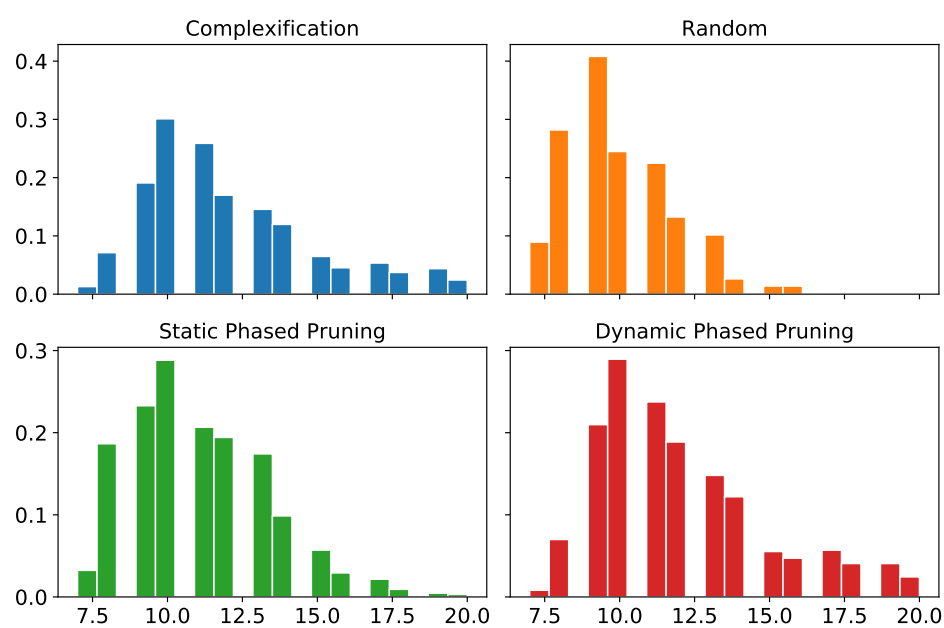 Complexification
Random
0.4
0.3
0.2
0.1
0.0
Static Phased Pruning
Dynamic Phased Pruning
0.3
0.2
0.1
0.0
7.5 10.0 12.5 15.0 17.5 20.0
7.5 10.0 12.5 15.0 17.5 20.0